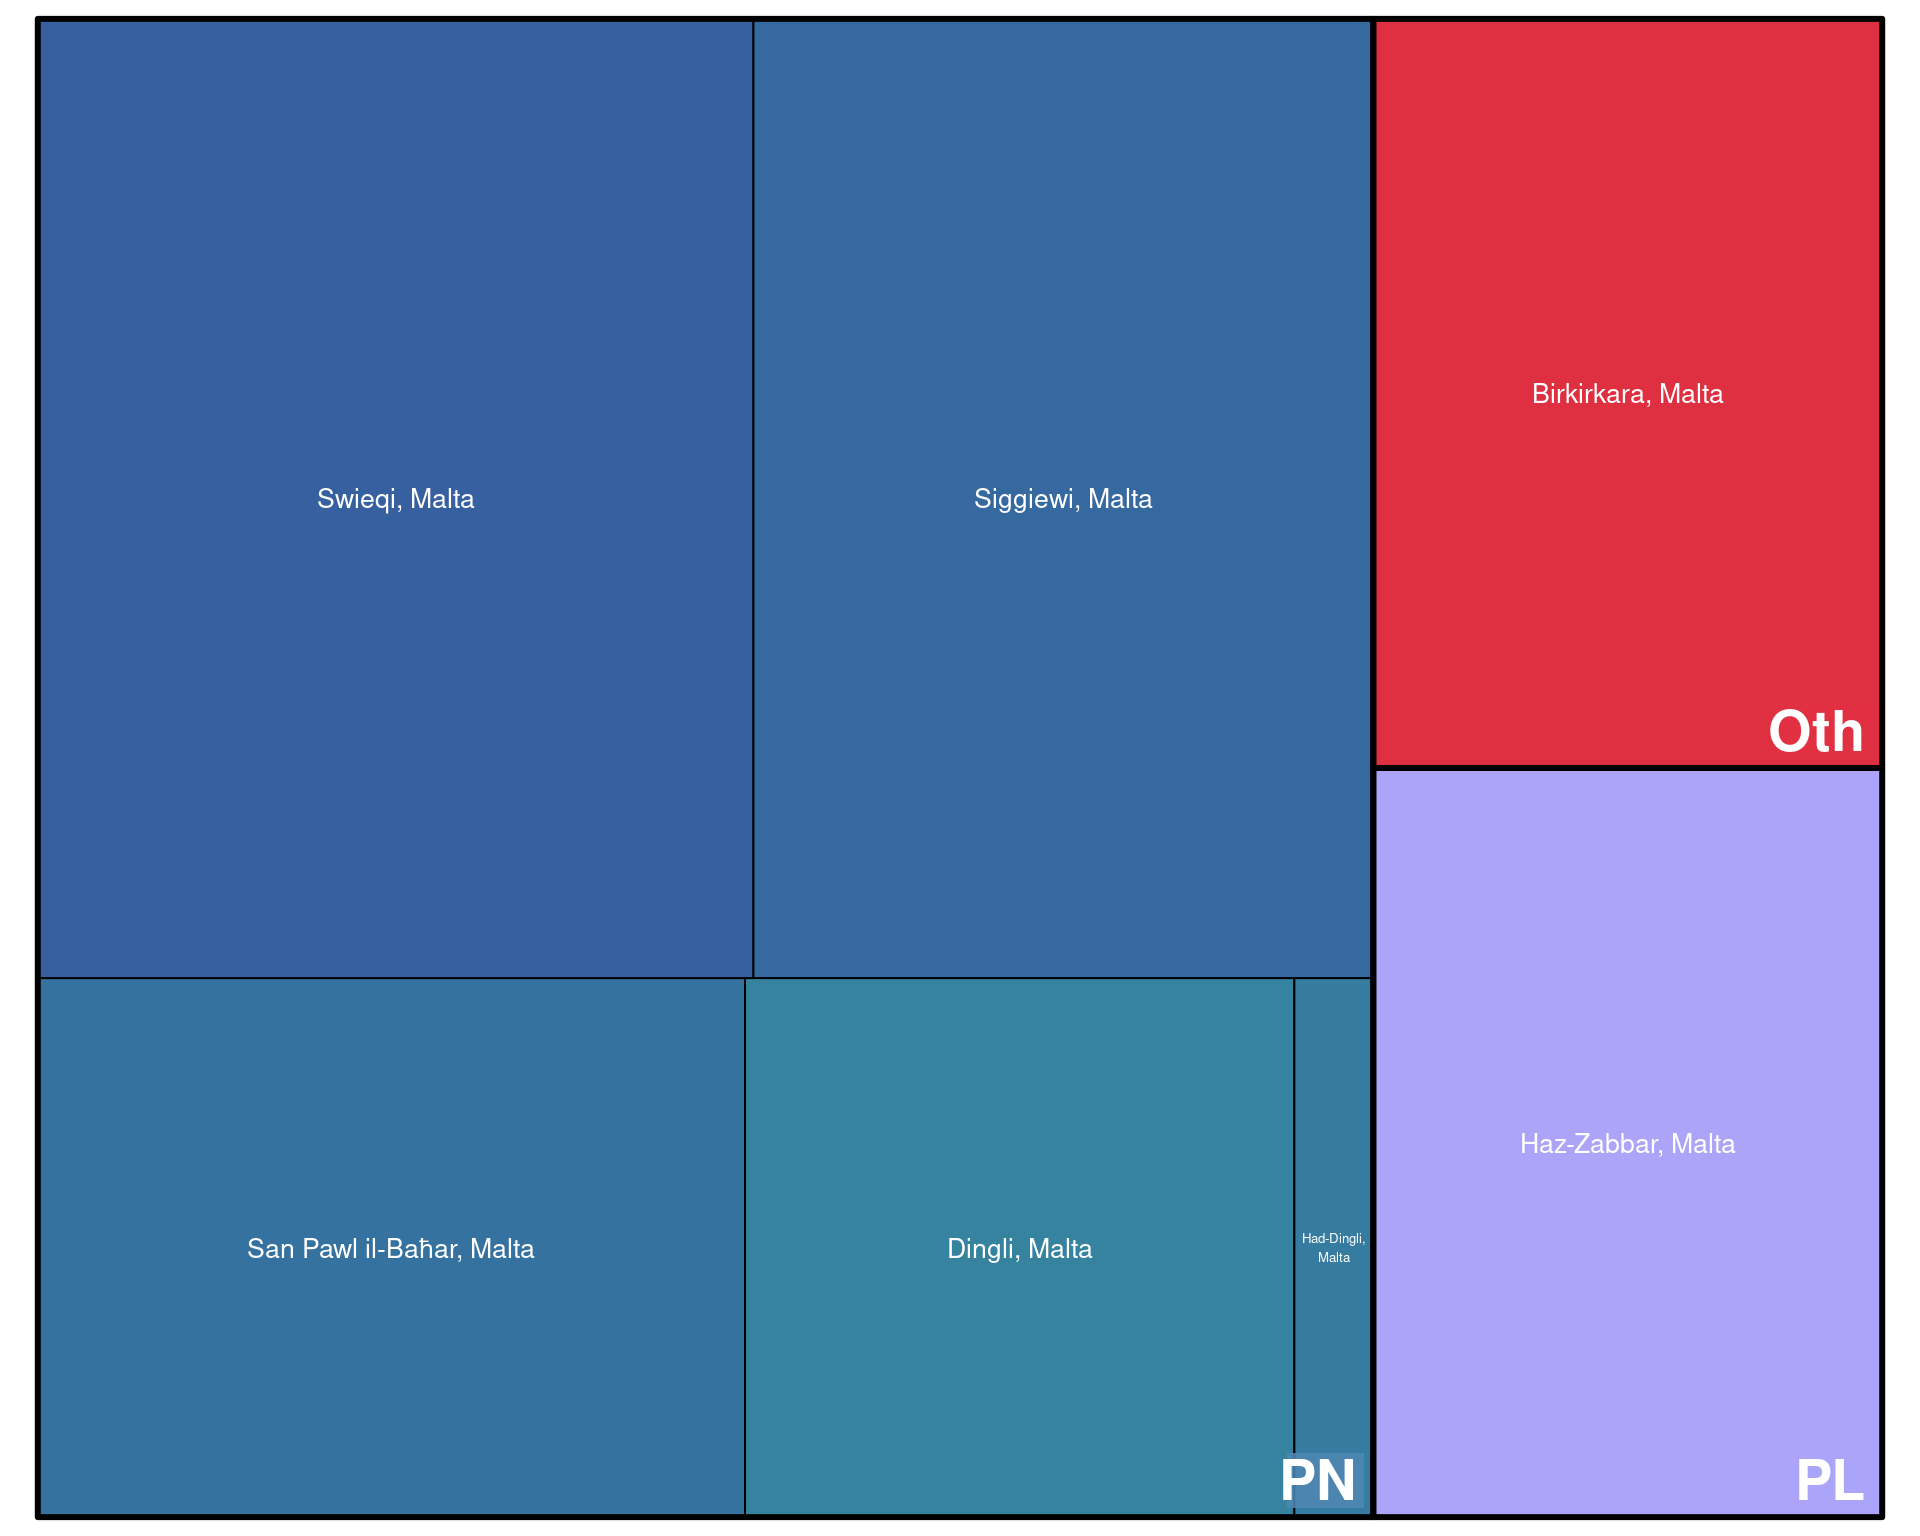 Swieqi, Malta
Siggiewi, Malta
Birkirkara, Malta
Oth
San Pawl il-Baħar, Malta
Dingli, Malta
Had-Dingli,
Malta
PN
Haz-Zabbar, Malta
PL